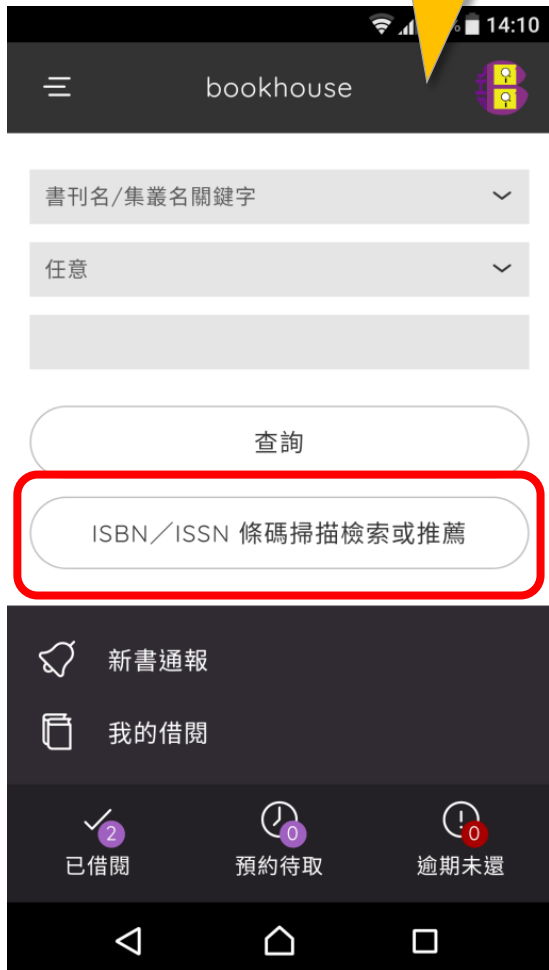 14:10
bookhouse
書刊名/集叢名關鍵字
任意
查詢
ISBN／ISSN 條碼掃描檢索或推薦
新書通報
我的借閱
2
0
0
已借閱
預約待取
逾期未還